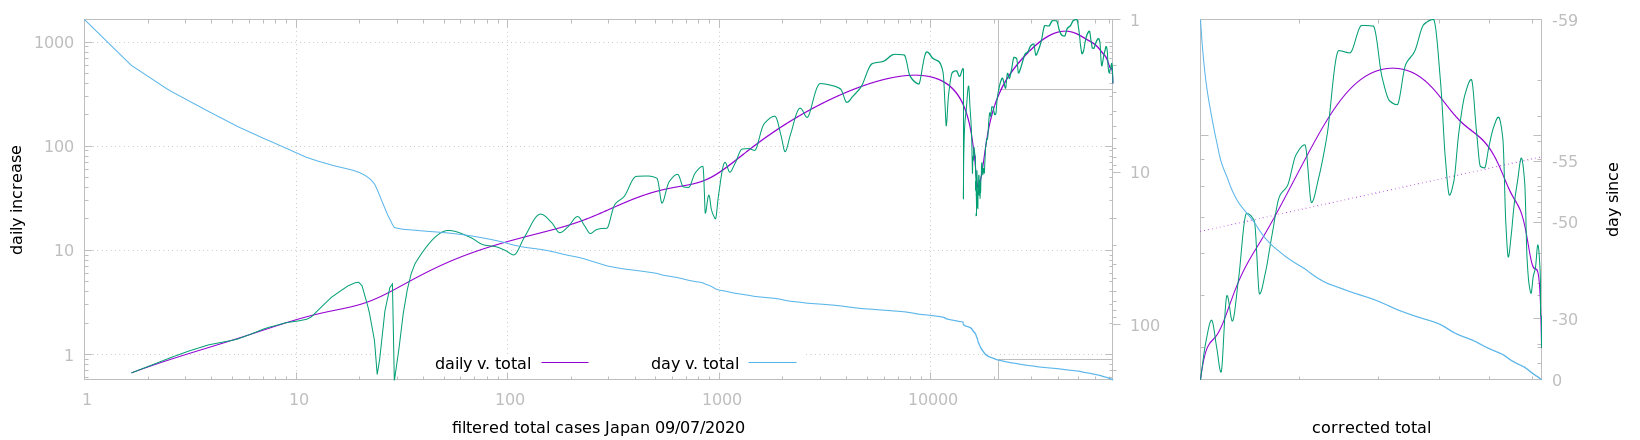 daily increase
1000
100
10
1
1
10
100
1000
10000
filtered total cases Japan 09/07/2020
daily v. total
day v. total
1
10
100
corrected total
-59
-55
-50
-30
0
day since